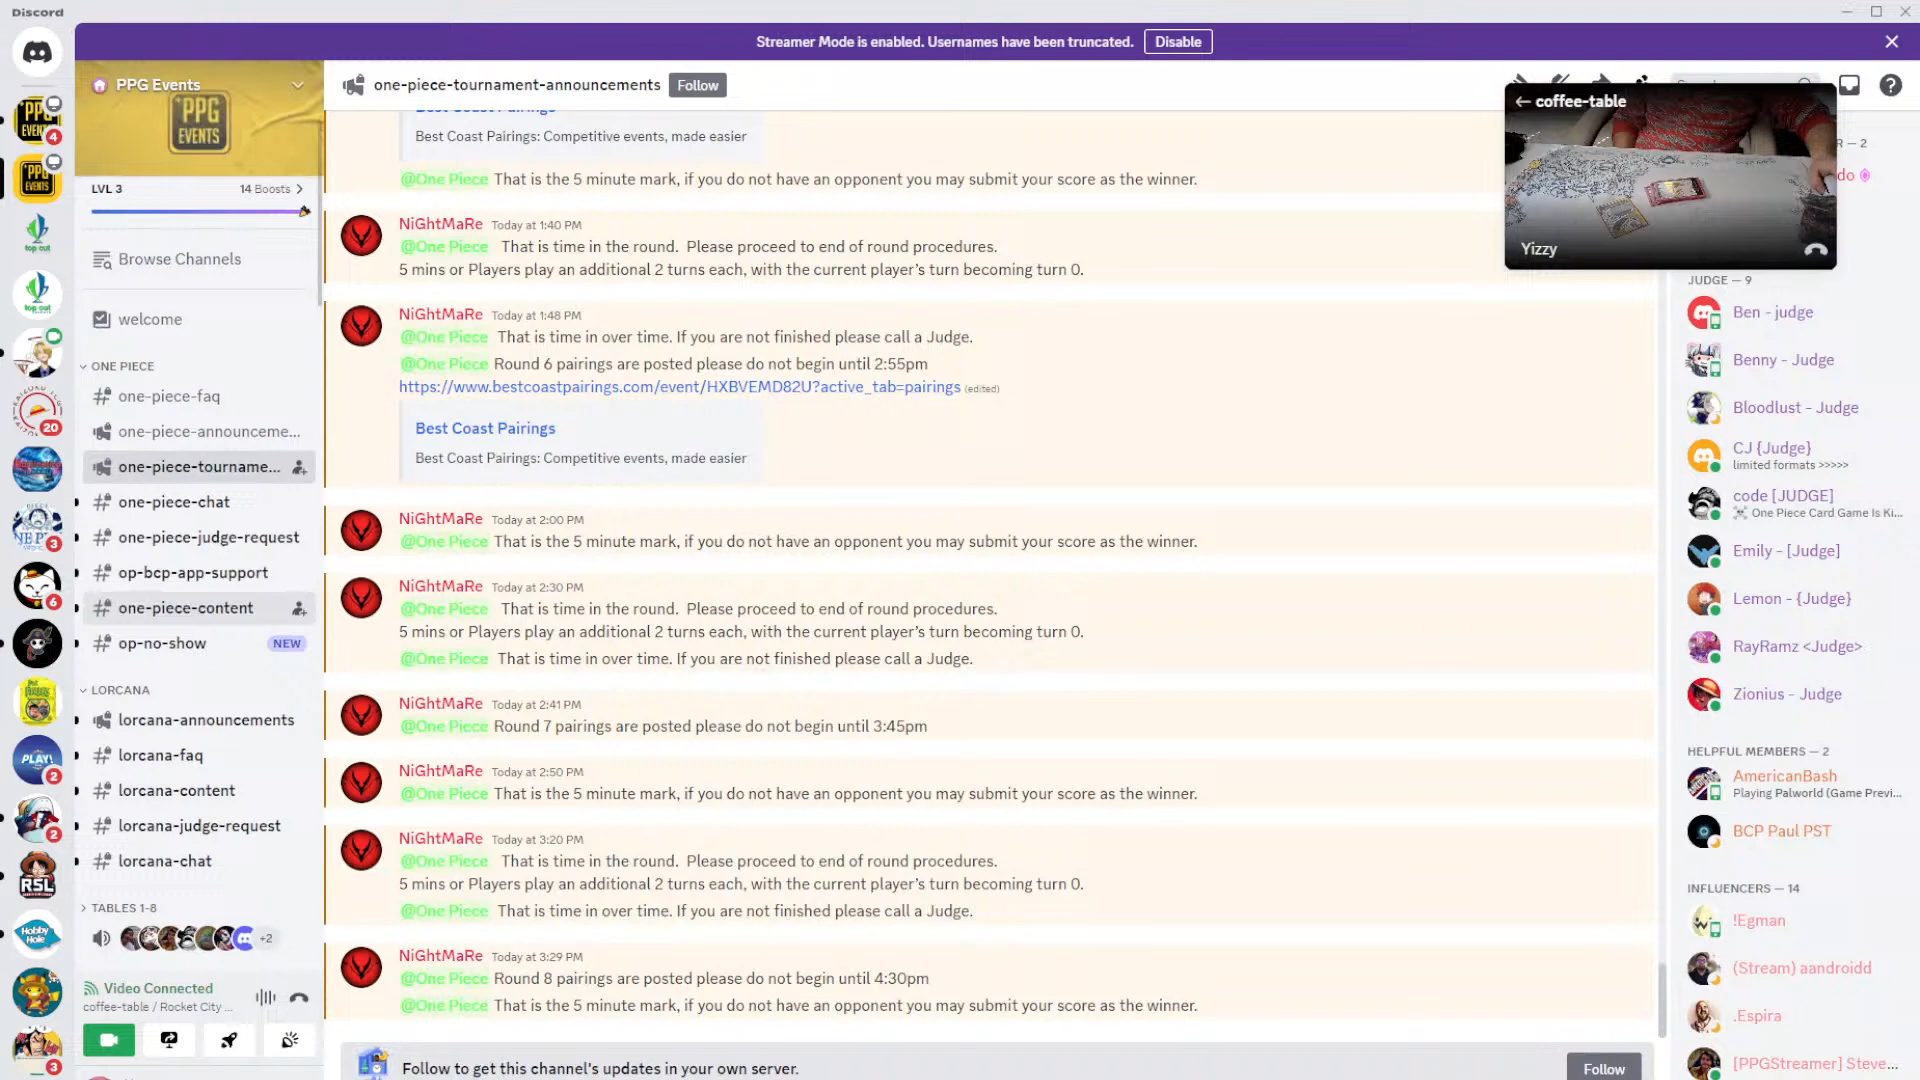 Discord
Streamer Mode is enabled. Usernames have been truncated.
Disable
PPG Events
PPG
EVENTS
LVL 3
14 Boosts
Browse Channels
welcome
ONE PIECE
one-piece-faq
one-piece-announceme...
one-piece-tourname...
one-piece-chat
one-piece-judge-request
op-bcp-app-support
one-piece-content
op-no-show
NEW
LORCANA
lorcana-announcements
lorcana-faq
lorcana-content
lorcana-judge-request
lorcana-chat
TABLES 1-8
+2
Video Connected
coffee-table / Rocket City ...
4
20
3
6
PLAY!
2
2
RSL
Hobby
Hole
3
one-piece-tournament-announcements
Follow
Best Coast Pairings: Competitive events, made easier
@One Piece That is the 5 minute mark, if you do not have an opponent you may submit your score as the winner.
NiGhtMaRe Today at 1:40 PM
@One Piece That is time in the round. Please proceed to end of round procedures.
5 mins or Players play an additional 2 turns each, with the current player's turn becoming turn 0.
NiGhtMaRe Today at 1:48 PM
@One Piece That is time in over time. If you are not finished please call a Judge.
@One Piece Round 6 pairings are posted please do not begin until 2:55pm
https://www.bestcoastpairings.com/event/HXBVEMD82U?active_tab=pairings (edited)
Best Coast Pairings
Best Coast Pairings: Competitive events, made easier
NiGhtMaRe Today at 2:00 PM
@One Piece That is the 5 minute mark, if you do not have an opponent you may submit your score as the winner.
NiGhtMaRe Today at 2:30 PM
@One Piece That is time in the round. Please proceed to end of round procedures.
5 mins or Players play an additional 2 turns each, with the current player's turn becoming turn 0.
@One Piece That is time in over time. If you are not finished please call a Judge.
NiGhtMaRe Today at 2:41 PM
@One Piece Round 7 pairings are posted please do not begin until 3:45pm
NiGhtMaRe Today at 2:50 PM
@One Piece That is the 5 minute mark, if you do not have an opponent you may submit your score as the winner.
NiGhtMaRe Today at 3:20 PM
@One Piece That is time in the round. Please proceed to end of round procedures.
5 mins or Players play an additional 2 turns each, with the current player's turn becoming turn 0.
@One Piece That is time in over time. If you are not finished please call a Judge.
NiGhtMaRe Today at 3:29 PM
@One Piece Round 8 pairings are posted please do not begin until 4:30pm
@One Piece That is the 5 minute mark, if you do not have an opponent you may submit your score as the winner.
Follow to get this channel's updates in your own server.
Follow
coffee-table
Yizzy
R — 2
do
JUDGE — 9
Ben - judge
Benny - Judge
Bloodlust - Judge
CJ {Judge}
limited formats >>>>>
code [JUDGE]
One Piece Card Game Is Ki...
Emily - [Judge]
Lemon - {Judge}
RayRamz <Judge>
Zionius - Judge
HELPFUL MEMBERS — 2
AmericanBash
Playing Palworld (Game Previ...
BCP Paul PST
INFLUENCERS — 14
!Egman
(Stream) aandroidd
.Espira
[PPGStreamer] Steve...